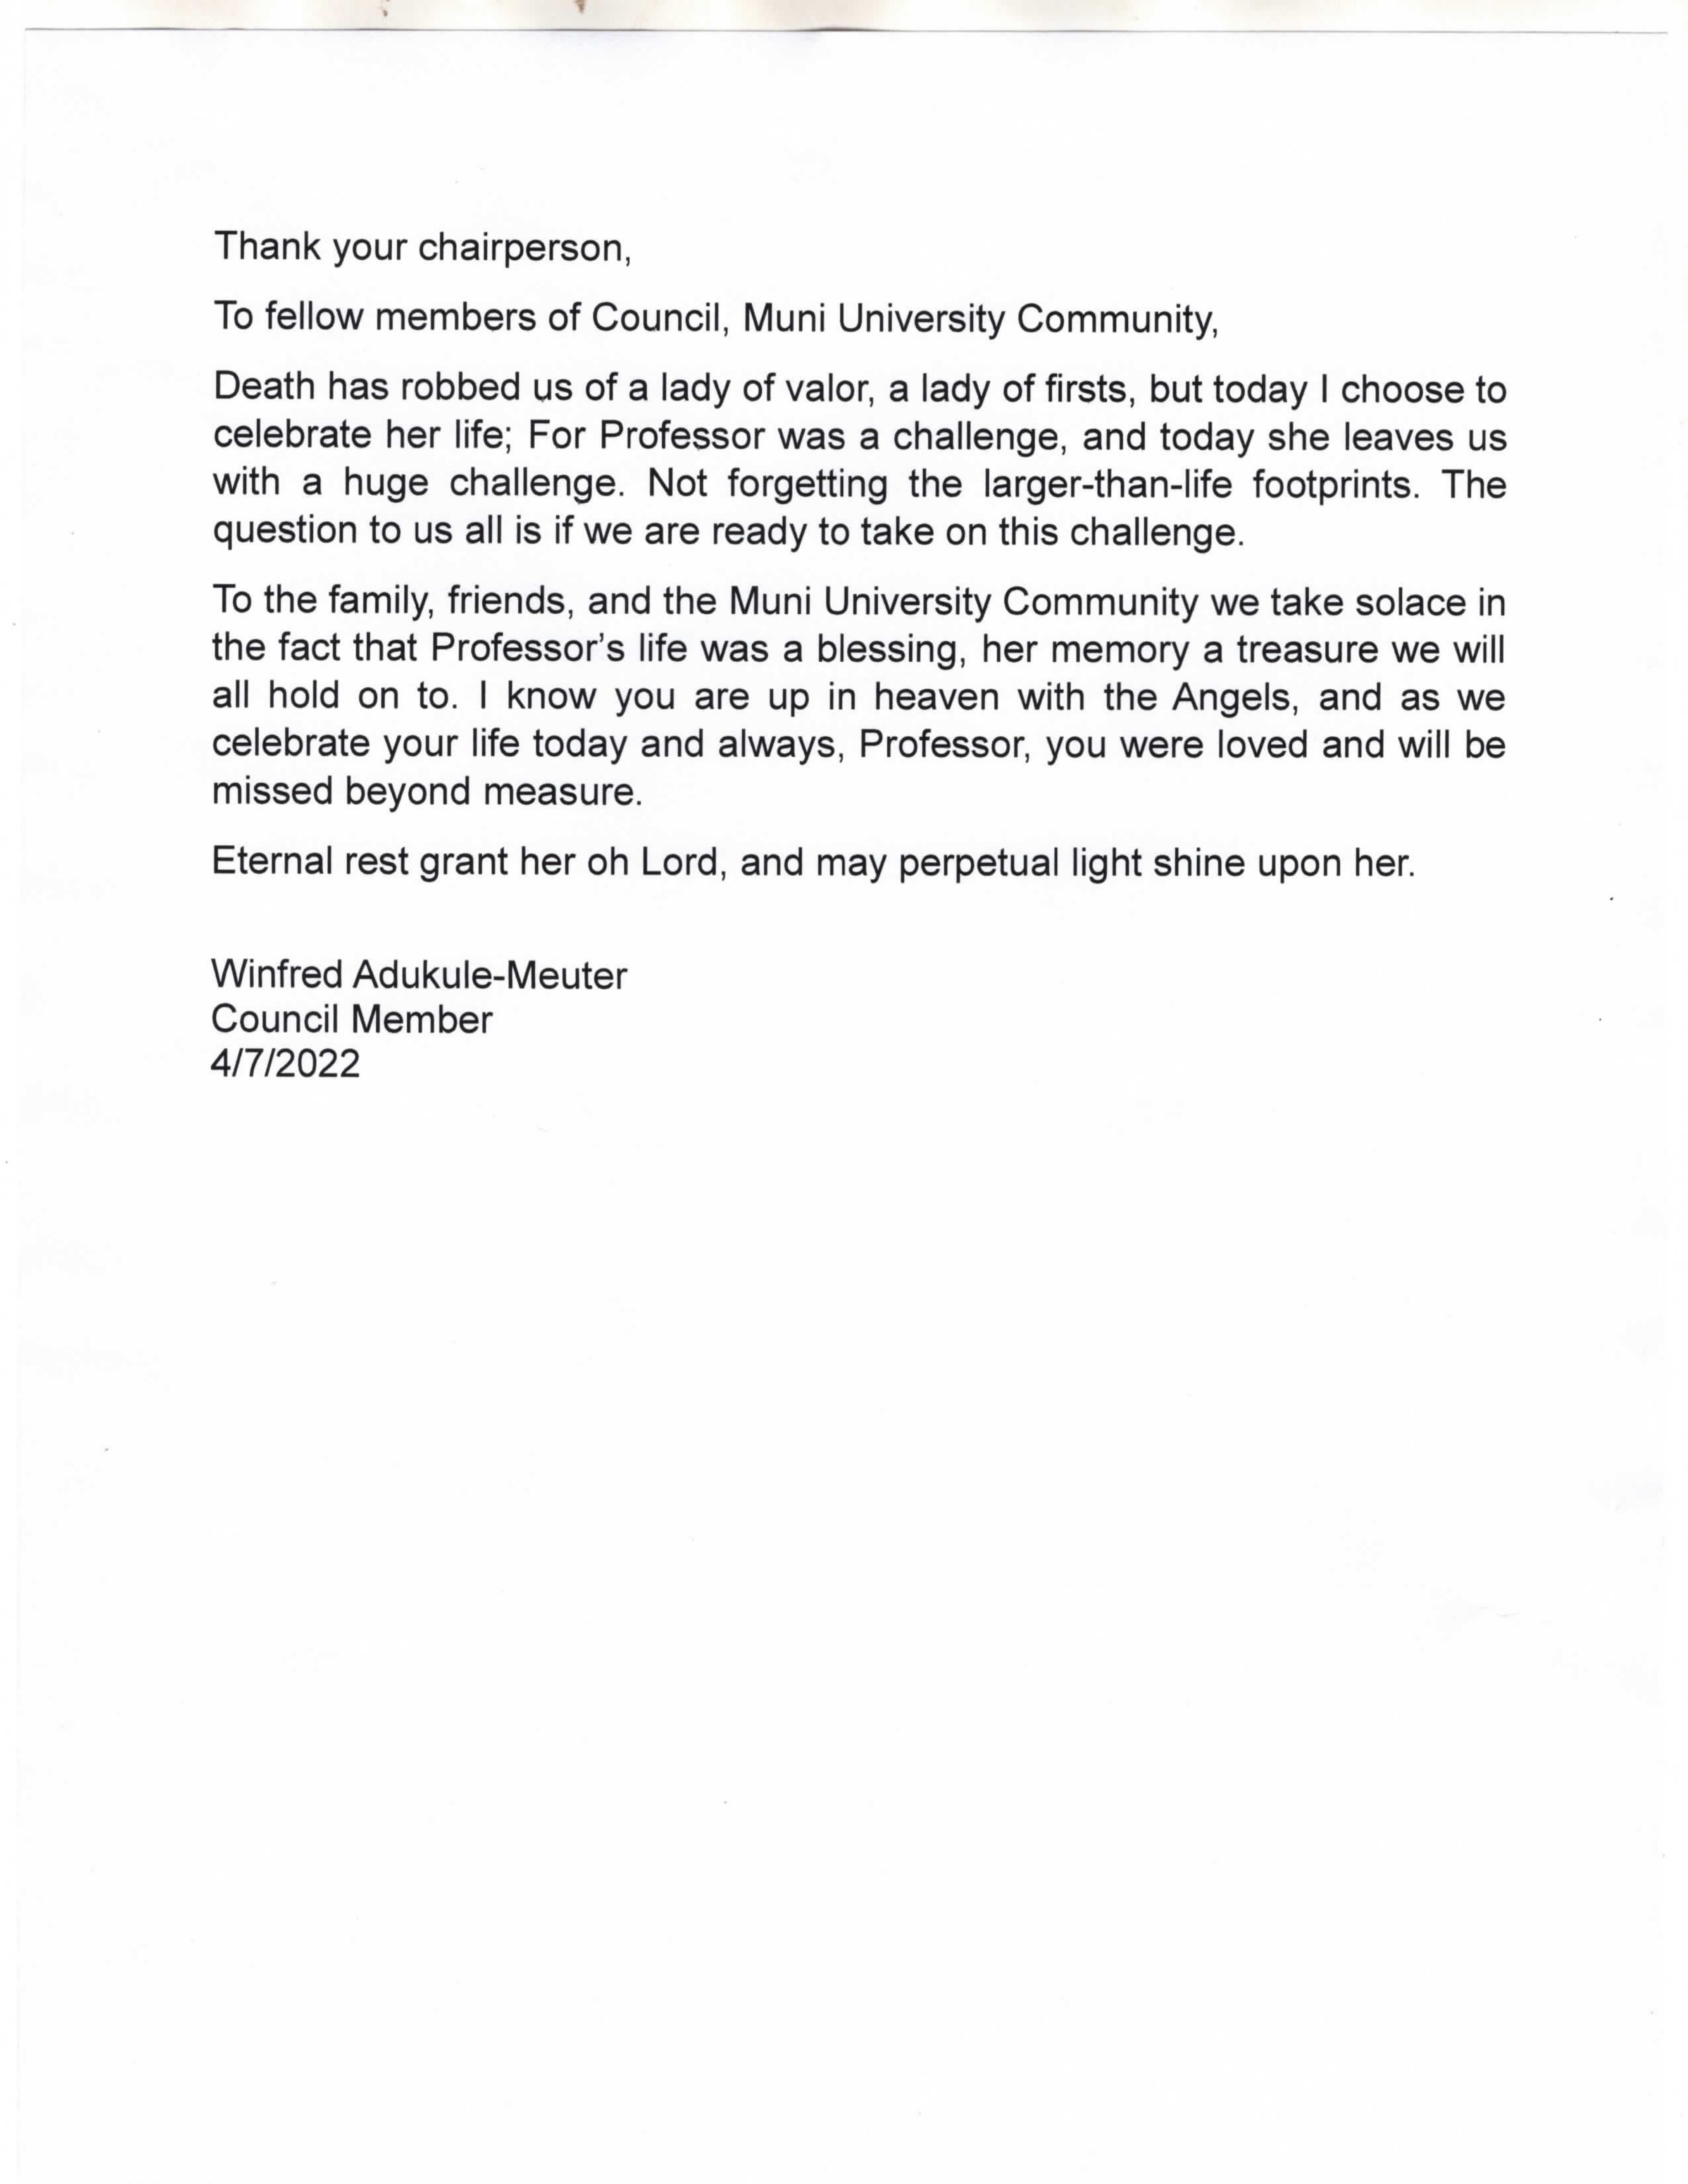 Thank your chairperson,
To fellow members of Council, Muni University Community,
Death has robbed us of a lady of valor, a lady of firsts, but today I choose to
celebrate her life; For Professor was a challenge, and today she leaves us
with a huge challenge. Not forgetting the larger-than-life footprints. The
question to us all is if we are ready to take on this challenge.
To the family, friends, and the Muni University Community we take solace in
the fact that Professor’s life was a blessing, her memory a treasure we will
all hold on to. I know you are up in heaven with the Angels, and as we
celebrate your life today and always, Professor, you were loved and will be
missed beyond measure.
Eternal rest grant her oh Lord, and may perpetual light shine upon her.
Winfred Adukule-Meuter
Council Member
4/7/2022